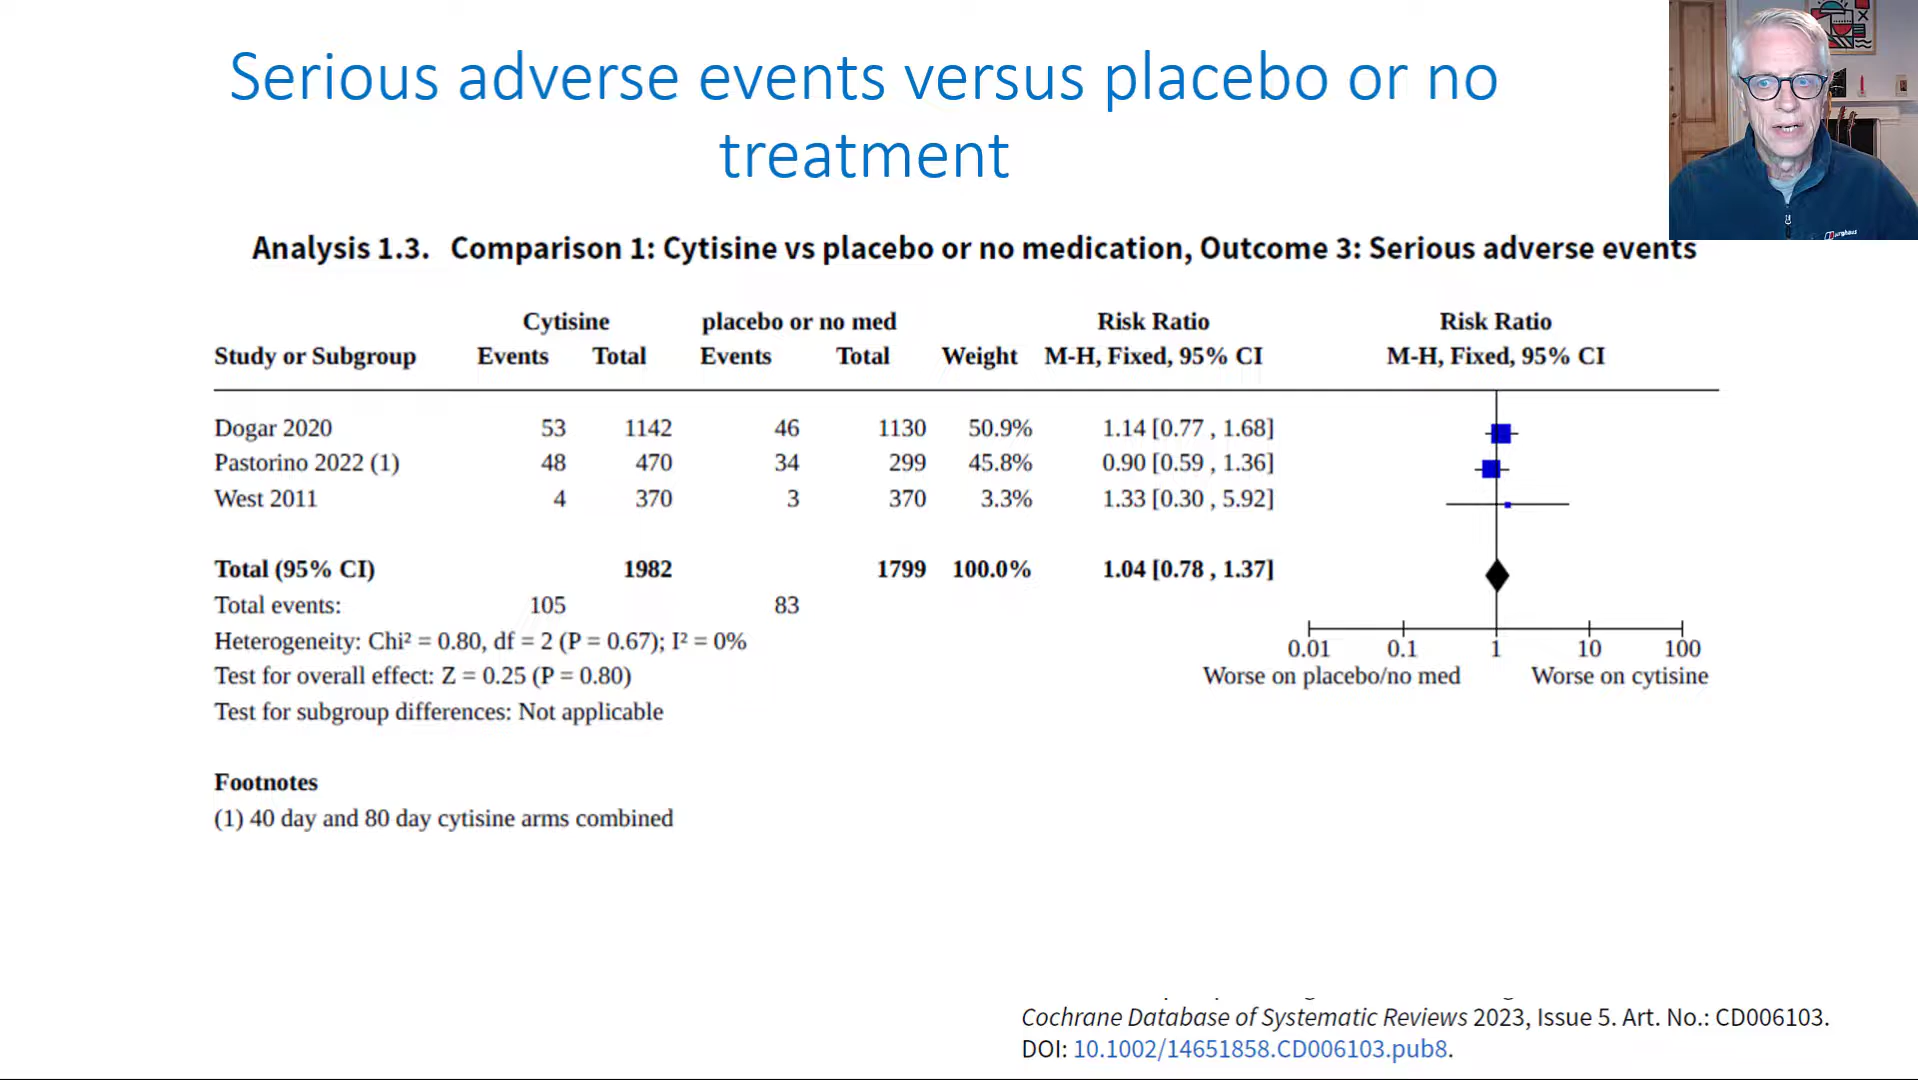 Serious adverse events versus placebo or no
treatment
Analysis 1.3. Comparison 1: Cytisine vs placebo or no medication, Outcome 3: Serious adverse events
Cytisine placebo or no med Risk Ratio Risk Ratio
Study or Subgroup Events Total Events Total Weight M-H, Fixed, 95% CI M-H, Fixed, 95% CI
Dogar 2020 53 1142 46 1130 50.9% 1.14 [0.77 , 1.68]
Pastorino 2022 (1) 48 470 34 299 45.8% 0.90 [0.59 , 1.36]
West 2011 4 370 3 370 3.3% 1.33 [0.30 , 5.92]
Total (95% CI) 1982 1799 100.0% 1.04 [0.78 , 1.37]
Total events: 105 83
Heterogeneity: Chi² = 0.80, df = 2 (P = 0.67); I² = 0%
Test for overall effect: Z = 0.25 (P = 0.80)
Test for subgroup differences: Not applicable
0.01 0.1 1 10 100
Worse on placebo/no med Worse on cytisine
Footnotes
(1) 40 day and 80 day cytisine arms combined
Cochrane Database of Systematic Reviews 2023, Issue 5. Art. No.: CD006103.
DOI: 10.1002/14651858.CD006103.pub8.